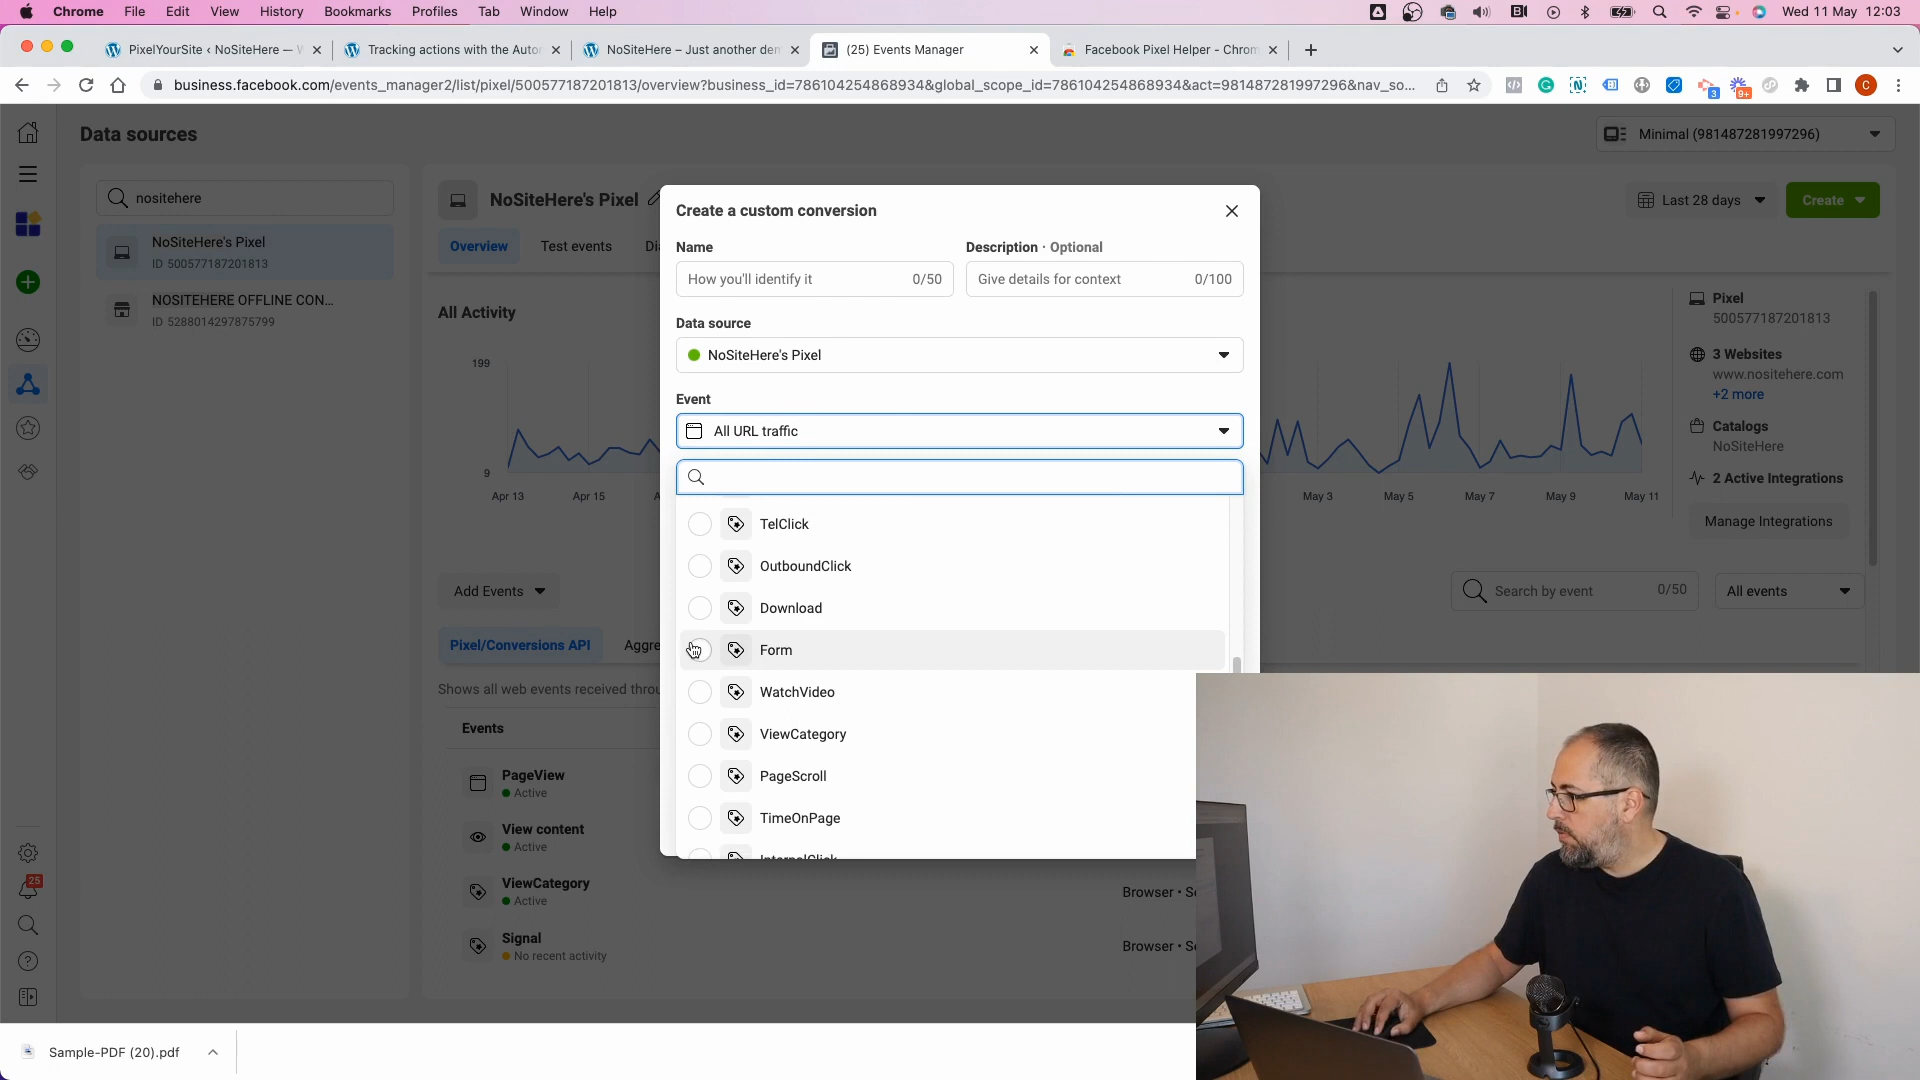 Chrome File Edit View History Bookmarks Profiles Tab Window Help
Wed 11 May 12:03
PixelYourSite ‹ NoSiteHere —
Tracking actions with the Auto
NoSiteHere – Just another de
(25) Events Manager
Facebook Pixel Helper - Chro
business.facebook.com/events_manager2/list/pixel/500577187201813/overview?business_id=786104254868934&global_scope_id=786104254868934&act=981487281997296&nav_so...
3
9+
C
Data sources
Minimal (981487281997296)
nositehere
NoSiteHere's Pixel
ID 500577187201813
NOSITEHERE OFFLINE CON...
ID 5288014297875799
NoSiteHere's Pixel
Last 28 days
Create
Overview
Test events
Di
All Activity
199
9
Apr 13
Apr 15
May 3
May 5
May 7
May 9
May 11
Pixel
500577187201813
3 Websites
www.nositehere.com
+2 more
Catalogs
NoSiteHere
2 Active Integrations
Manage Integrations
Add Events
Search by event
0/50
All events
Pixel/Conversions API
Aggre
Shows all web events received throu
Events
PageView
Active
View content
Active
ViewCategory
Active
Browser • Se
Signal
No recent activity
Browser • Se
25
Create a custom conversion
Name
Description · Optional
How you'll identify it
0/50
Give details for context
0/100
Data source
NoSiteHere's Pixel
Event
All URL traffic
TelClick
OutboundClick
Download
Form
WatchVideo
ViewCategory
PageScroll
TimeOnPage
InternalClick
Sample-PDF (20).pdf